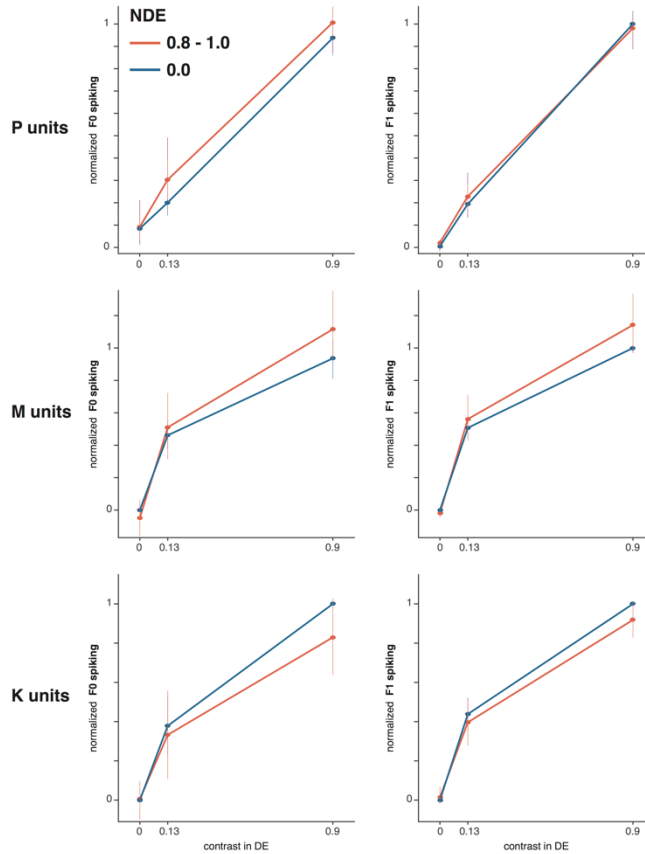 NDE
0.8 - 1.0
0.0
P units
normalized F0 spiking
1
0
0
0.13
0.9
normalized F1 spiking
1
0
0
0.13
0.9
M units
normalized F0 spiking
1
0
0
0.13
0.9
normalized F1 spiking
1
0
0
0.13
0.9
K units
normalized F0 spiking
1
0
0
0.13
0.9
contrast in DE
normalized F1 spiking
1
0
0
0.13
0.9
contrast in DE